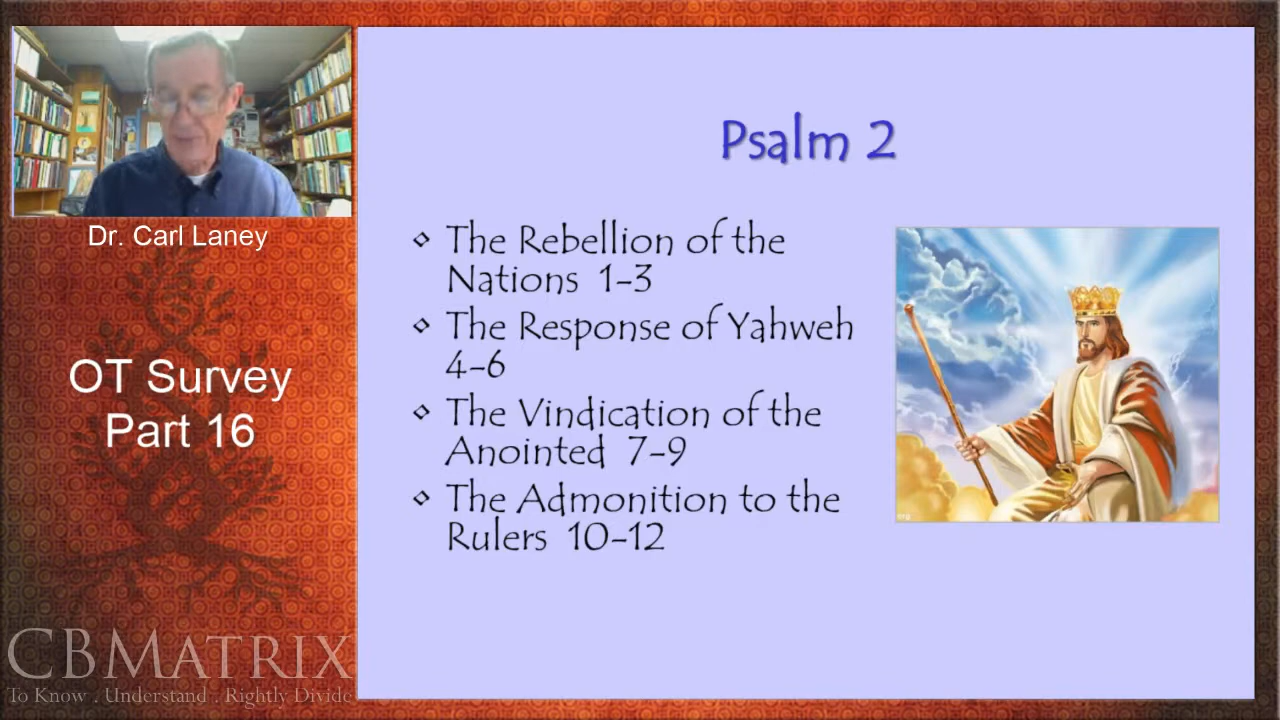 Dr. Carl Laney
OT Survey
Part 16
CBMATRIX
To Know . Understand . Rightly Divide
Psalm 2
The Rebellion of the
Nations 1-3
The Response of Yahweh
4-6
The Vindication of the
Anointed 7-9
The Admonition to the
Rulers 10-12